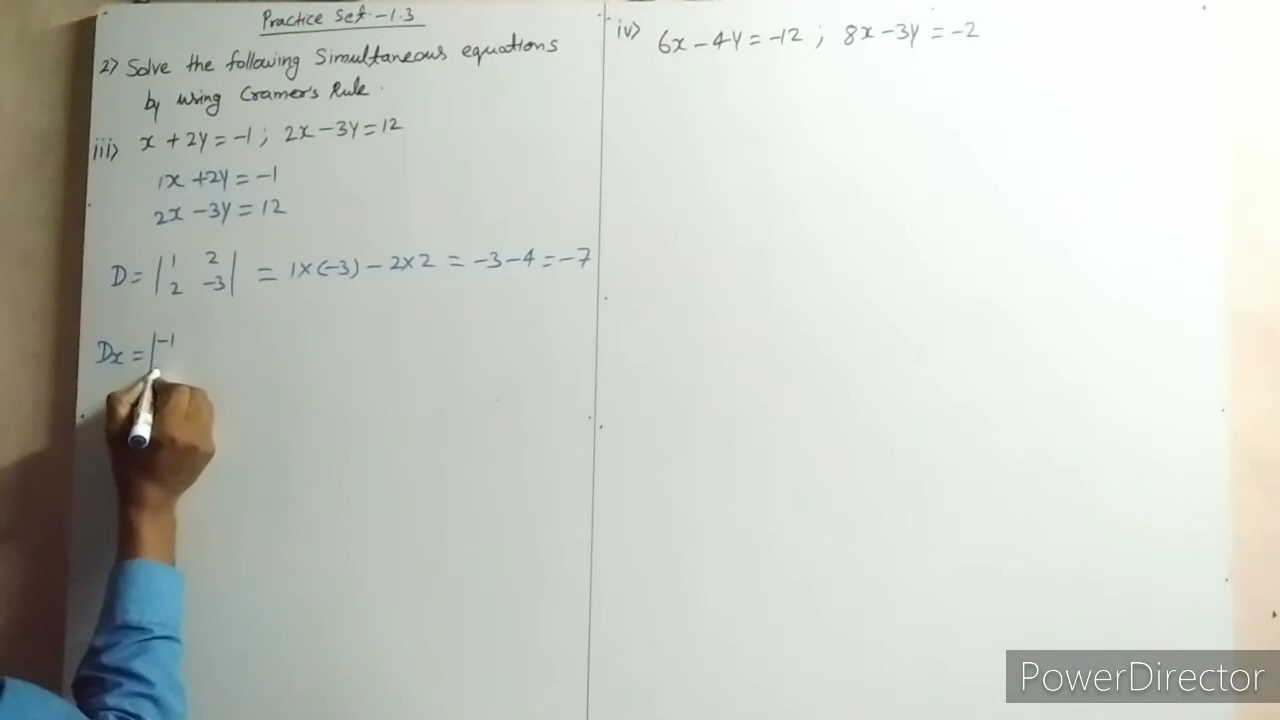 Practice Set - 1.3
2) Solve the following Simultaneous equations
by using Cramer's Rule.
iii) x + 2y = -1 ; 2x - 3y = 12
1x + 2y = -1
2x - 3y = 12
D = | 1 2 | = 1 × (-3) - 2 × 2 = -3 - 4 = -7
| 2 -3 |
Dx = | -1
iv) 6x - 4y = -12 ; 8x - 3y = -2
PowerDirector